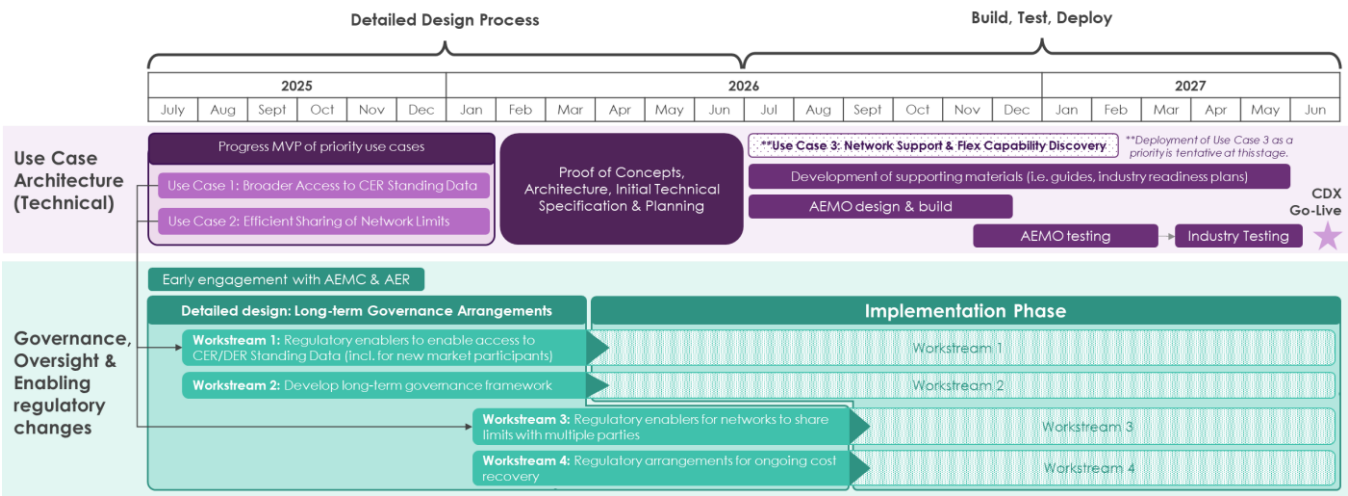 Detailed Design Process
Build, Test, Deploy
2025
2026
2027
July
Aug
Sept
Oct
Nov
Dec
Jan
Feb
Mar
Apr
May
Jun
Jul
Aug
Sept
Oct
Nov
Dec
Jan
Feb
Mar
Apr
May
Jun
Use Case
Architecture
(Technical)
Progress MVP of priority use cases
Use Case 1: Broader Access to CER Standing Data
Use Case 2: Efficient Sharing of Network Limits
Proof of Concepts,
Architecture, Initial Technical
Specification & Planning
**Use Case 3: Network Support & Flex Capability Discovery
**Deployment of Use Case 3 as a
priority is tentative at this stage.
Development of supporting materials (i.e. guides, industry readiness plans)
AEMO design & build
AEMO testing
Industry Testing
CDX
Go-Live
Governance,
Oversight &
Enabling
regulatory
changes
Early engagement with AEMC & AER
Detailed design: Long-term Governance Arrangements
Implementation Phase
Workstream 1: Regulatory enablers to enable access to
CER/DER Standing Data (incl. for new market participants)
Workstream 1
Workstream 2: Develop long-term governance framework
Workstream 2
Workstream 3: Regulatory enablers for networks to share
limits with multiple parties
Workstream 3
Workstream 4: Regulatory arrangements for ongoing cost
recovery
Workstream 4